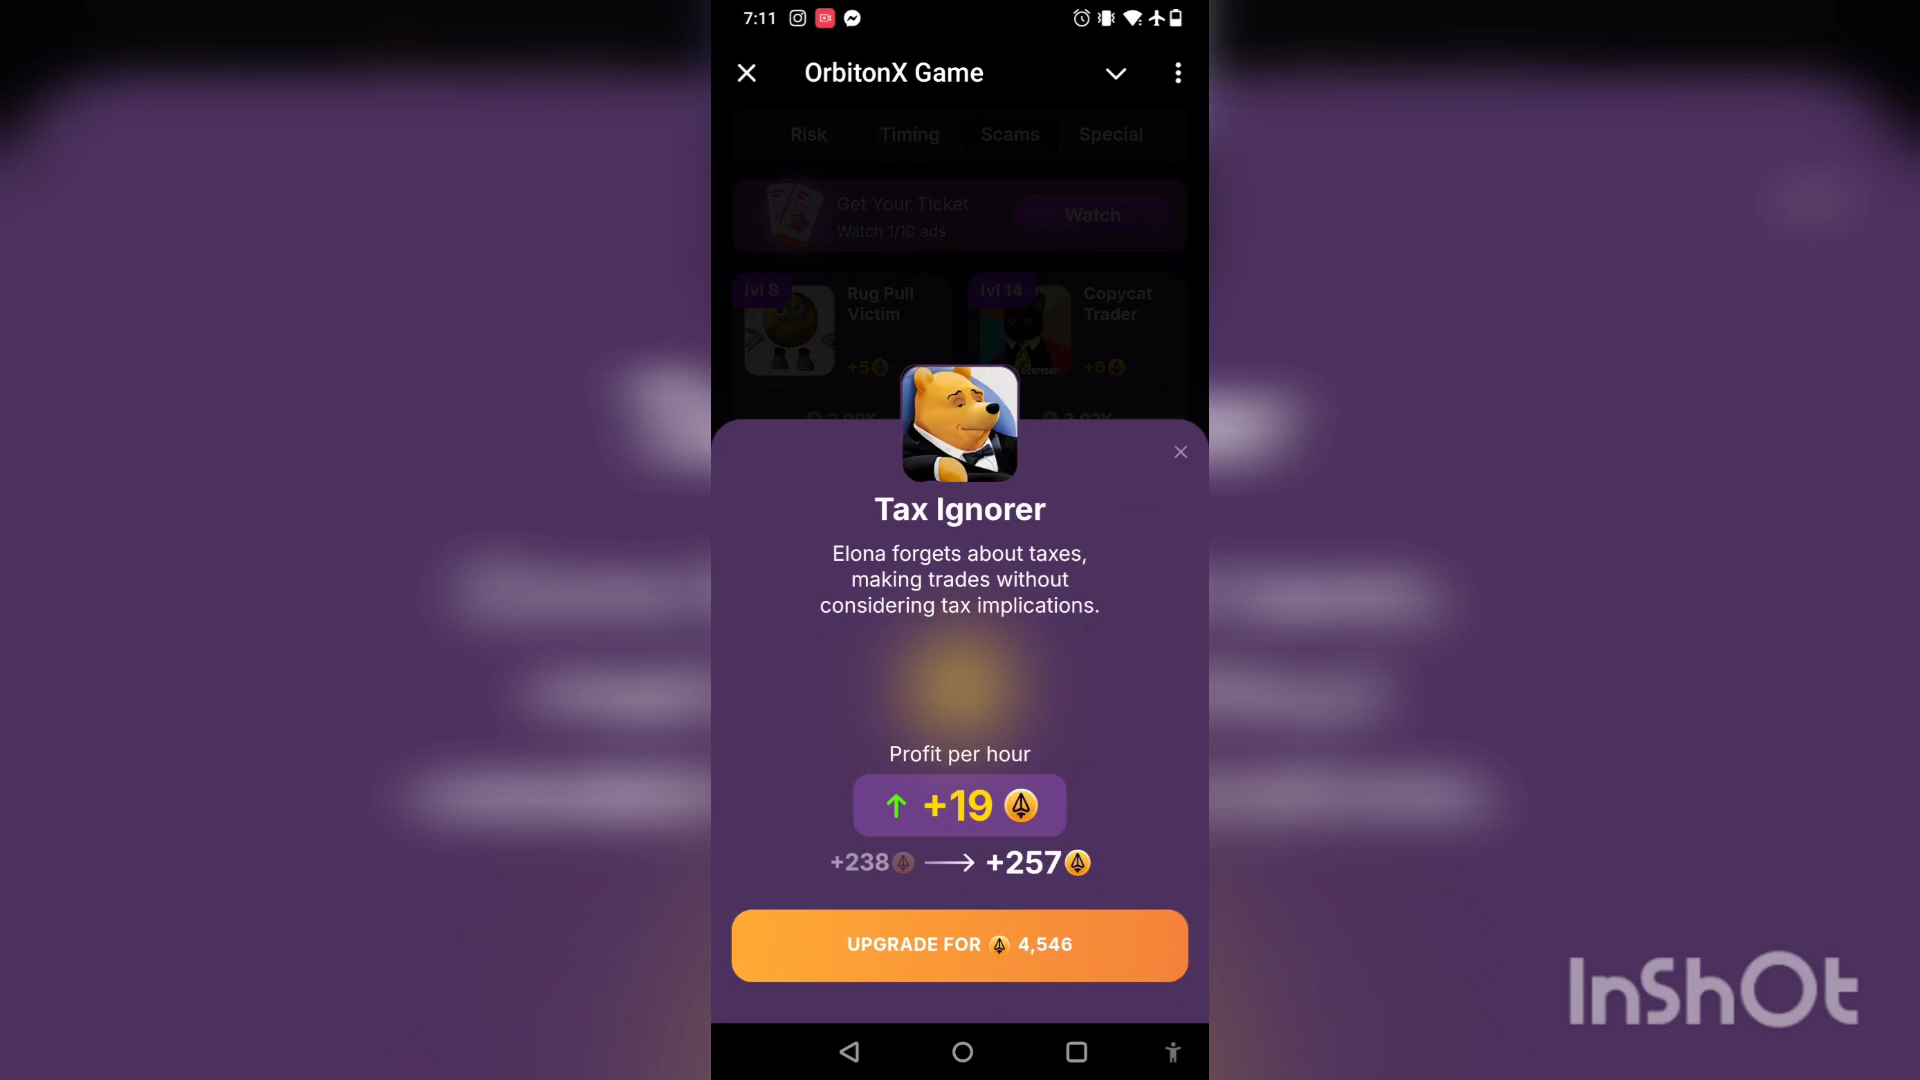 7:11
OrbitonX Game
Risk Timing Scams Special
Get Your Ticket
Watch 1/10 ads
Watch
lvl 8
Rug Pull
Victim
+5
lvl 14
Copycat
Trader
+6
Tax Ignorer
Elona forgets about taxes,
making trades without
considering tax implications.
Profit per hour
+19
+238 +257
UPGRADE FOR 4,546
InShOt